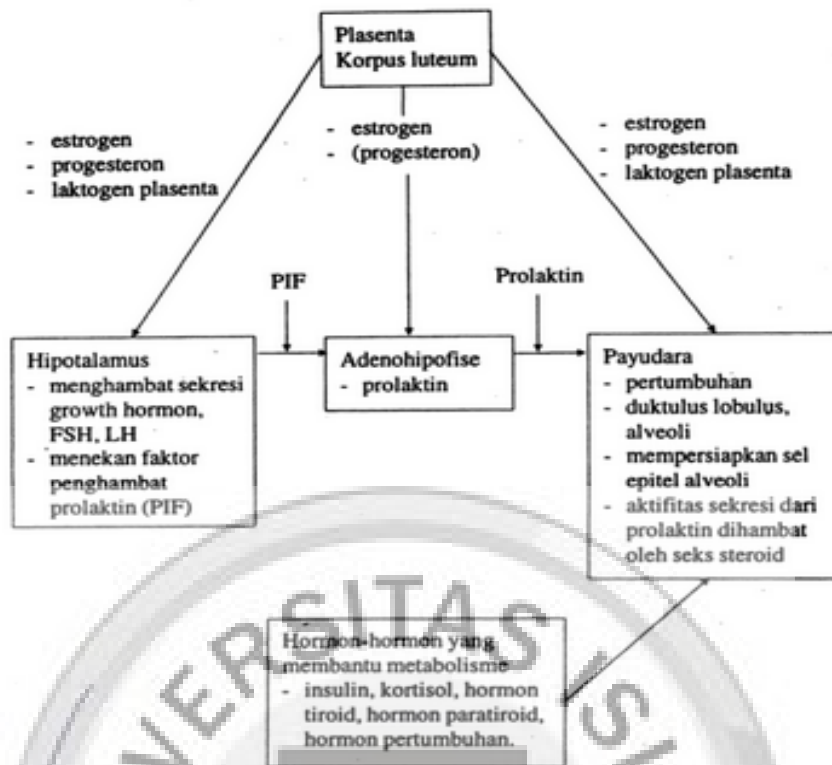 Plasenta
Korpus luteum
- estrogen
- progesteron
- laktogen plasenta
- estrogen
- (progesteron)
- estrogen
- progesteron
- laktogen plasenta
PIF
Prolaktin
Hipotalamus
- menghambat sekresi
growth hormon,
FSH, LH
- menekan faktor
penghambat
prolaktin (PIF)
Adenohipofise
- prolaktin
Payudara
- pertumbuhan
- duktulus lobulus,
alveoli
- mempersiapkan sel
epitel alveoli
- aktifitas sekresi dari
prolaktin dihambat
oleh seks steroid
Hormon-hormon yang
membantu metabolisme
- insulin, kortisol, hormon
tiroid, hormon paratiroid,
hormon pertumbuhan.
VERSITAS ISL